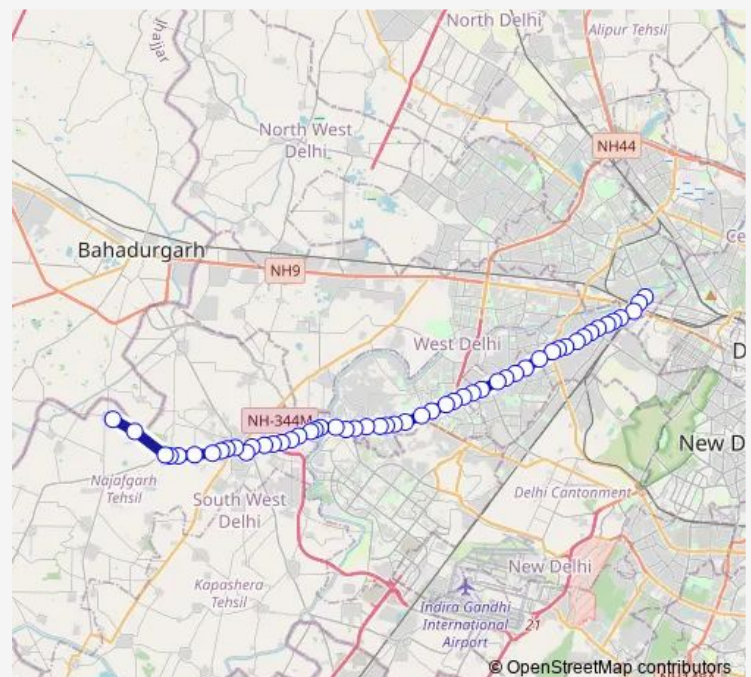 North Delhi
Alipur Tehsil
Jhajjar
North West
Delhi
NH44
Bahadurgarh
NH9
West Delhi
NH-344M
New D
Najafgarh
Tehsil
South West
Delhi
Delhi Cantonment
New Delhi
Kapashera
Tehsil
Indira Gandhi
International
Airport
21
© OpenStreetMap contributors